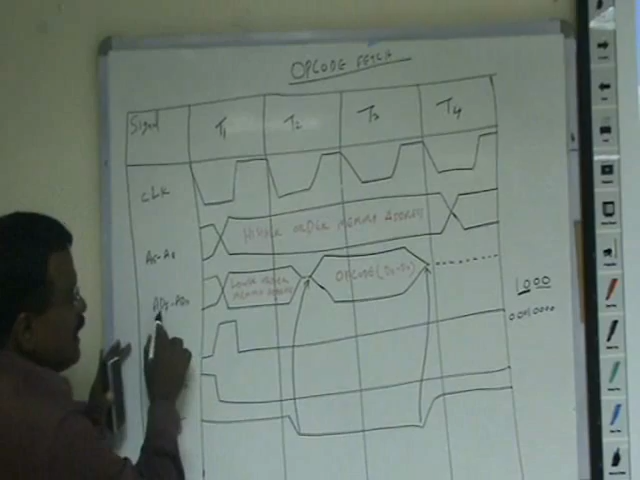 OPCODE FETCH
Signal T1 T2 T3 T4
CLK
A15-A8
HIGHER ORDER MEMORY ADDRESS
AD7-AD0
LOWER ORDER
MEMORY ADDRESS
OPCODE (D7-D0)
1000
00010000